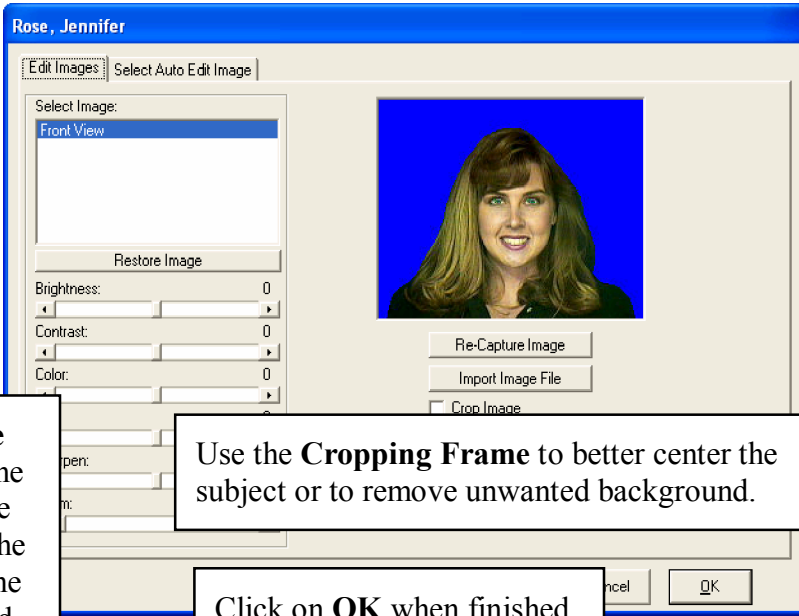 Rose, Jennifer
Edit Images Select Auto Edit Image
Select Image:
Front View
Restore Image
Brightness: 0
Contrast: 0
Color: 0
Re-Capture Image
Import Image File
Crop Image
Use the Cropping Frame to better center the
subject or to remove unwanted background.
Click on OK when finished
OK